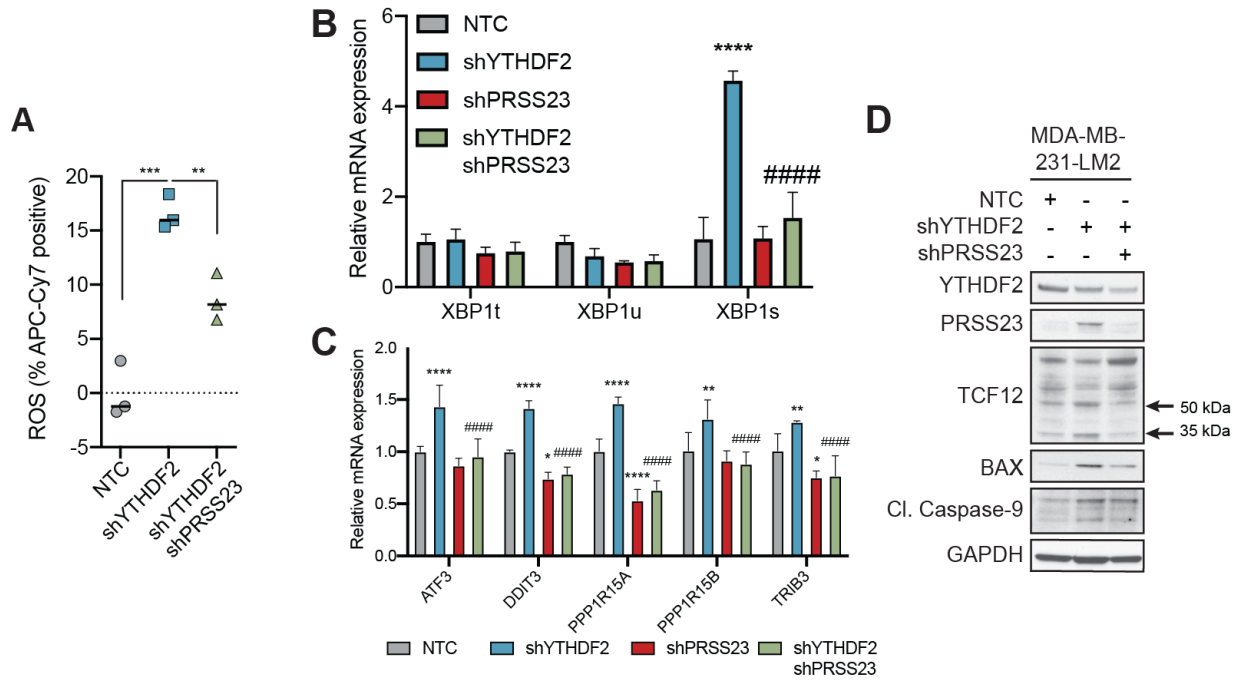 A
ROS (% APC-Cy7 positive)
20
15
10
5
0
-5
***
**
NTC
shYTHDF2
shYTHDF2
shPRSS23
B
Relative mRNA expression
6
4
2
0
NTC
shYTHDF2
shPRSS23
shYTHDF2
shPRSS23
****
####
XBP1t
XBP1u
XBP1s
C
Relative mRNA expression
2.0
1.5
1.0
0.5
0.0
****
####
****
*
####
****
****
####
**
####
**
*
####
ATF3
DDIT3
PPP1R15A
PPP1R15B
TRIB3
NTC
shYTHDF2
shPRSS23
shYTHDF2
shPRSS23
D
MDA-MB-
231-LM2
NTC + - -
shYTHDF2 - + +
shPRSS23 - - +
YTHDF2
PRSS23
TCF12
50 kDa
35 kDa
BAX
Cl. Caspase-9
GAPDH